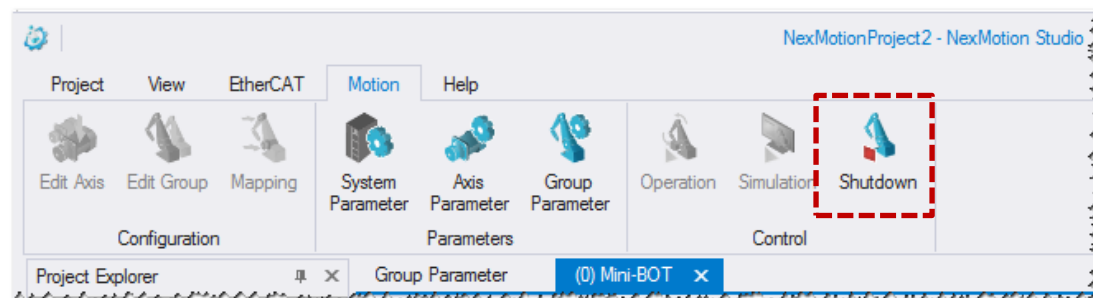 NexMotionProject2 - NexMotion Studio
Project View EtherCAT Motion Help
Edit Axis Edit Group Mapping System Parameter Axis Parameter Group Parameter Operation Simulation Shutdown
Configuration Parameters Control
Project Explorer Group Parameter (0) Mini-BOT